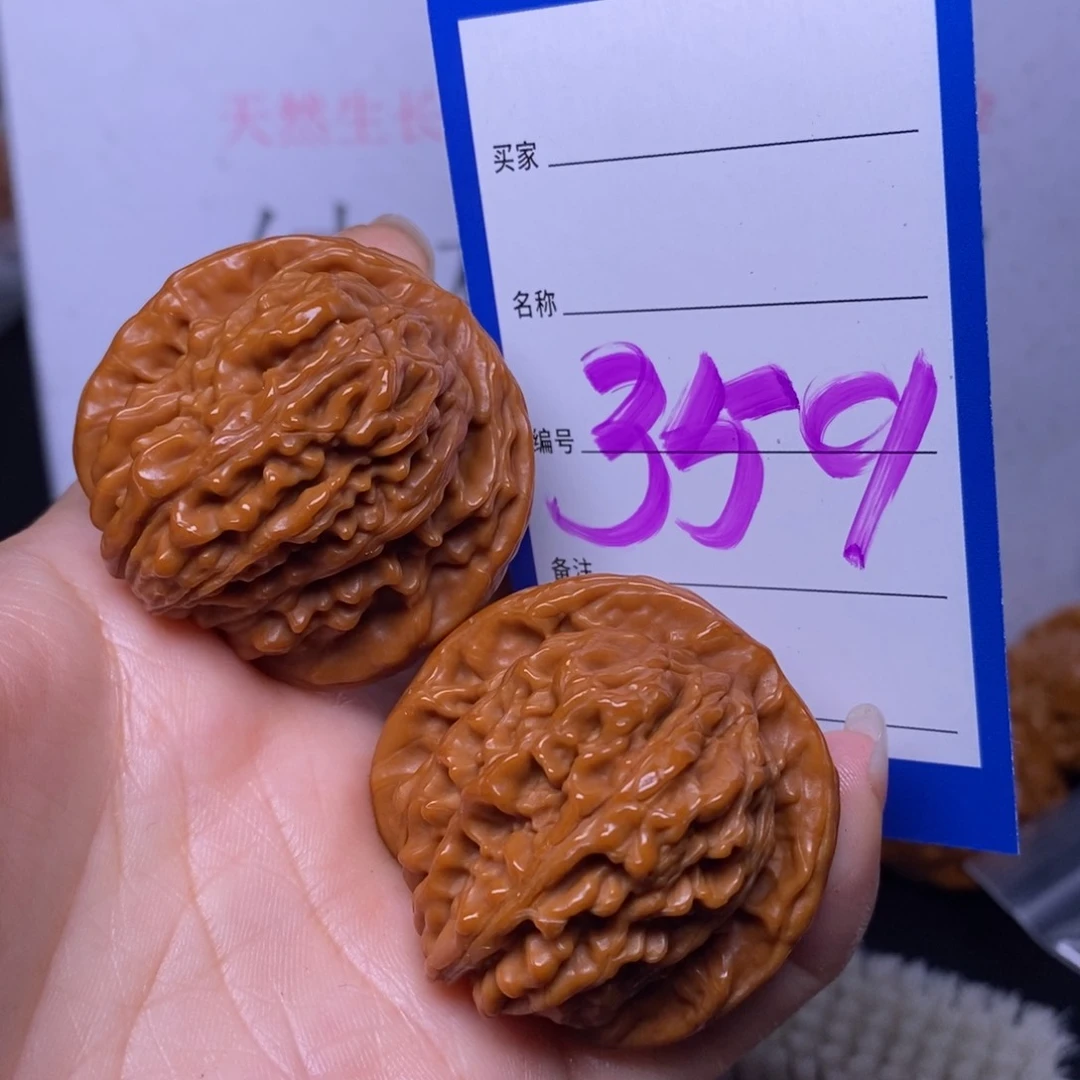 天然生长
买家
名称
编号 359
备注